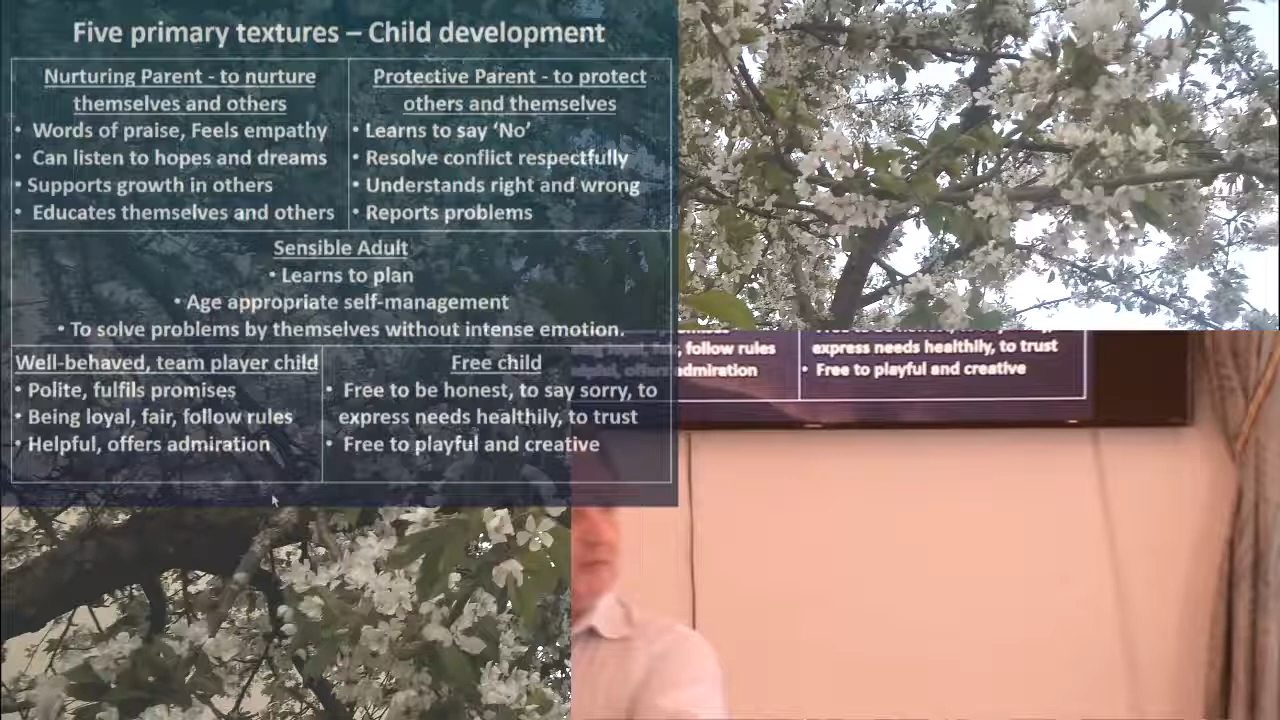 Five primary textures – Child development
Nurturing Parent - to nurture
themselves and others
• Words of praise, Feels empathy
• Can listen to hopes and dreams
• Supports growth in others
• Educates themselves and others
Protective Parent - to protect
others and themselves
• Learns to say ‘No’
• Resolve conflict respectfully
• Understands right and wrong
• Reports problems
Sensible Adult
• Learns to plan
• Age appropriate self-management
• To solve problems by themselves without intense emotion.
Well-behaved, team player child
• Polite, fulfils promises
• Being loyal, fair, follow rules
• Helpful, offers admiration
Free child
• Free to be honest, to say sorry, to
express needs healthily, to trust
• Free to playful and creative
, follow rules
admiration
express needs healthily, to trust
• Free to playful and creative